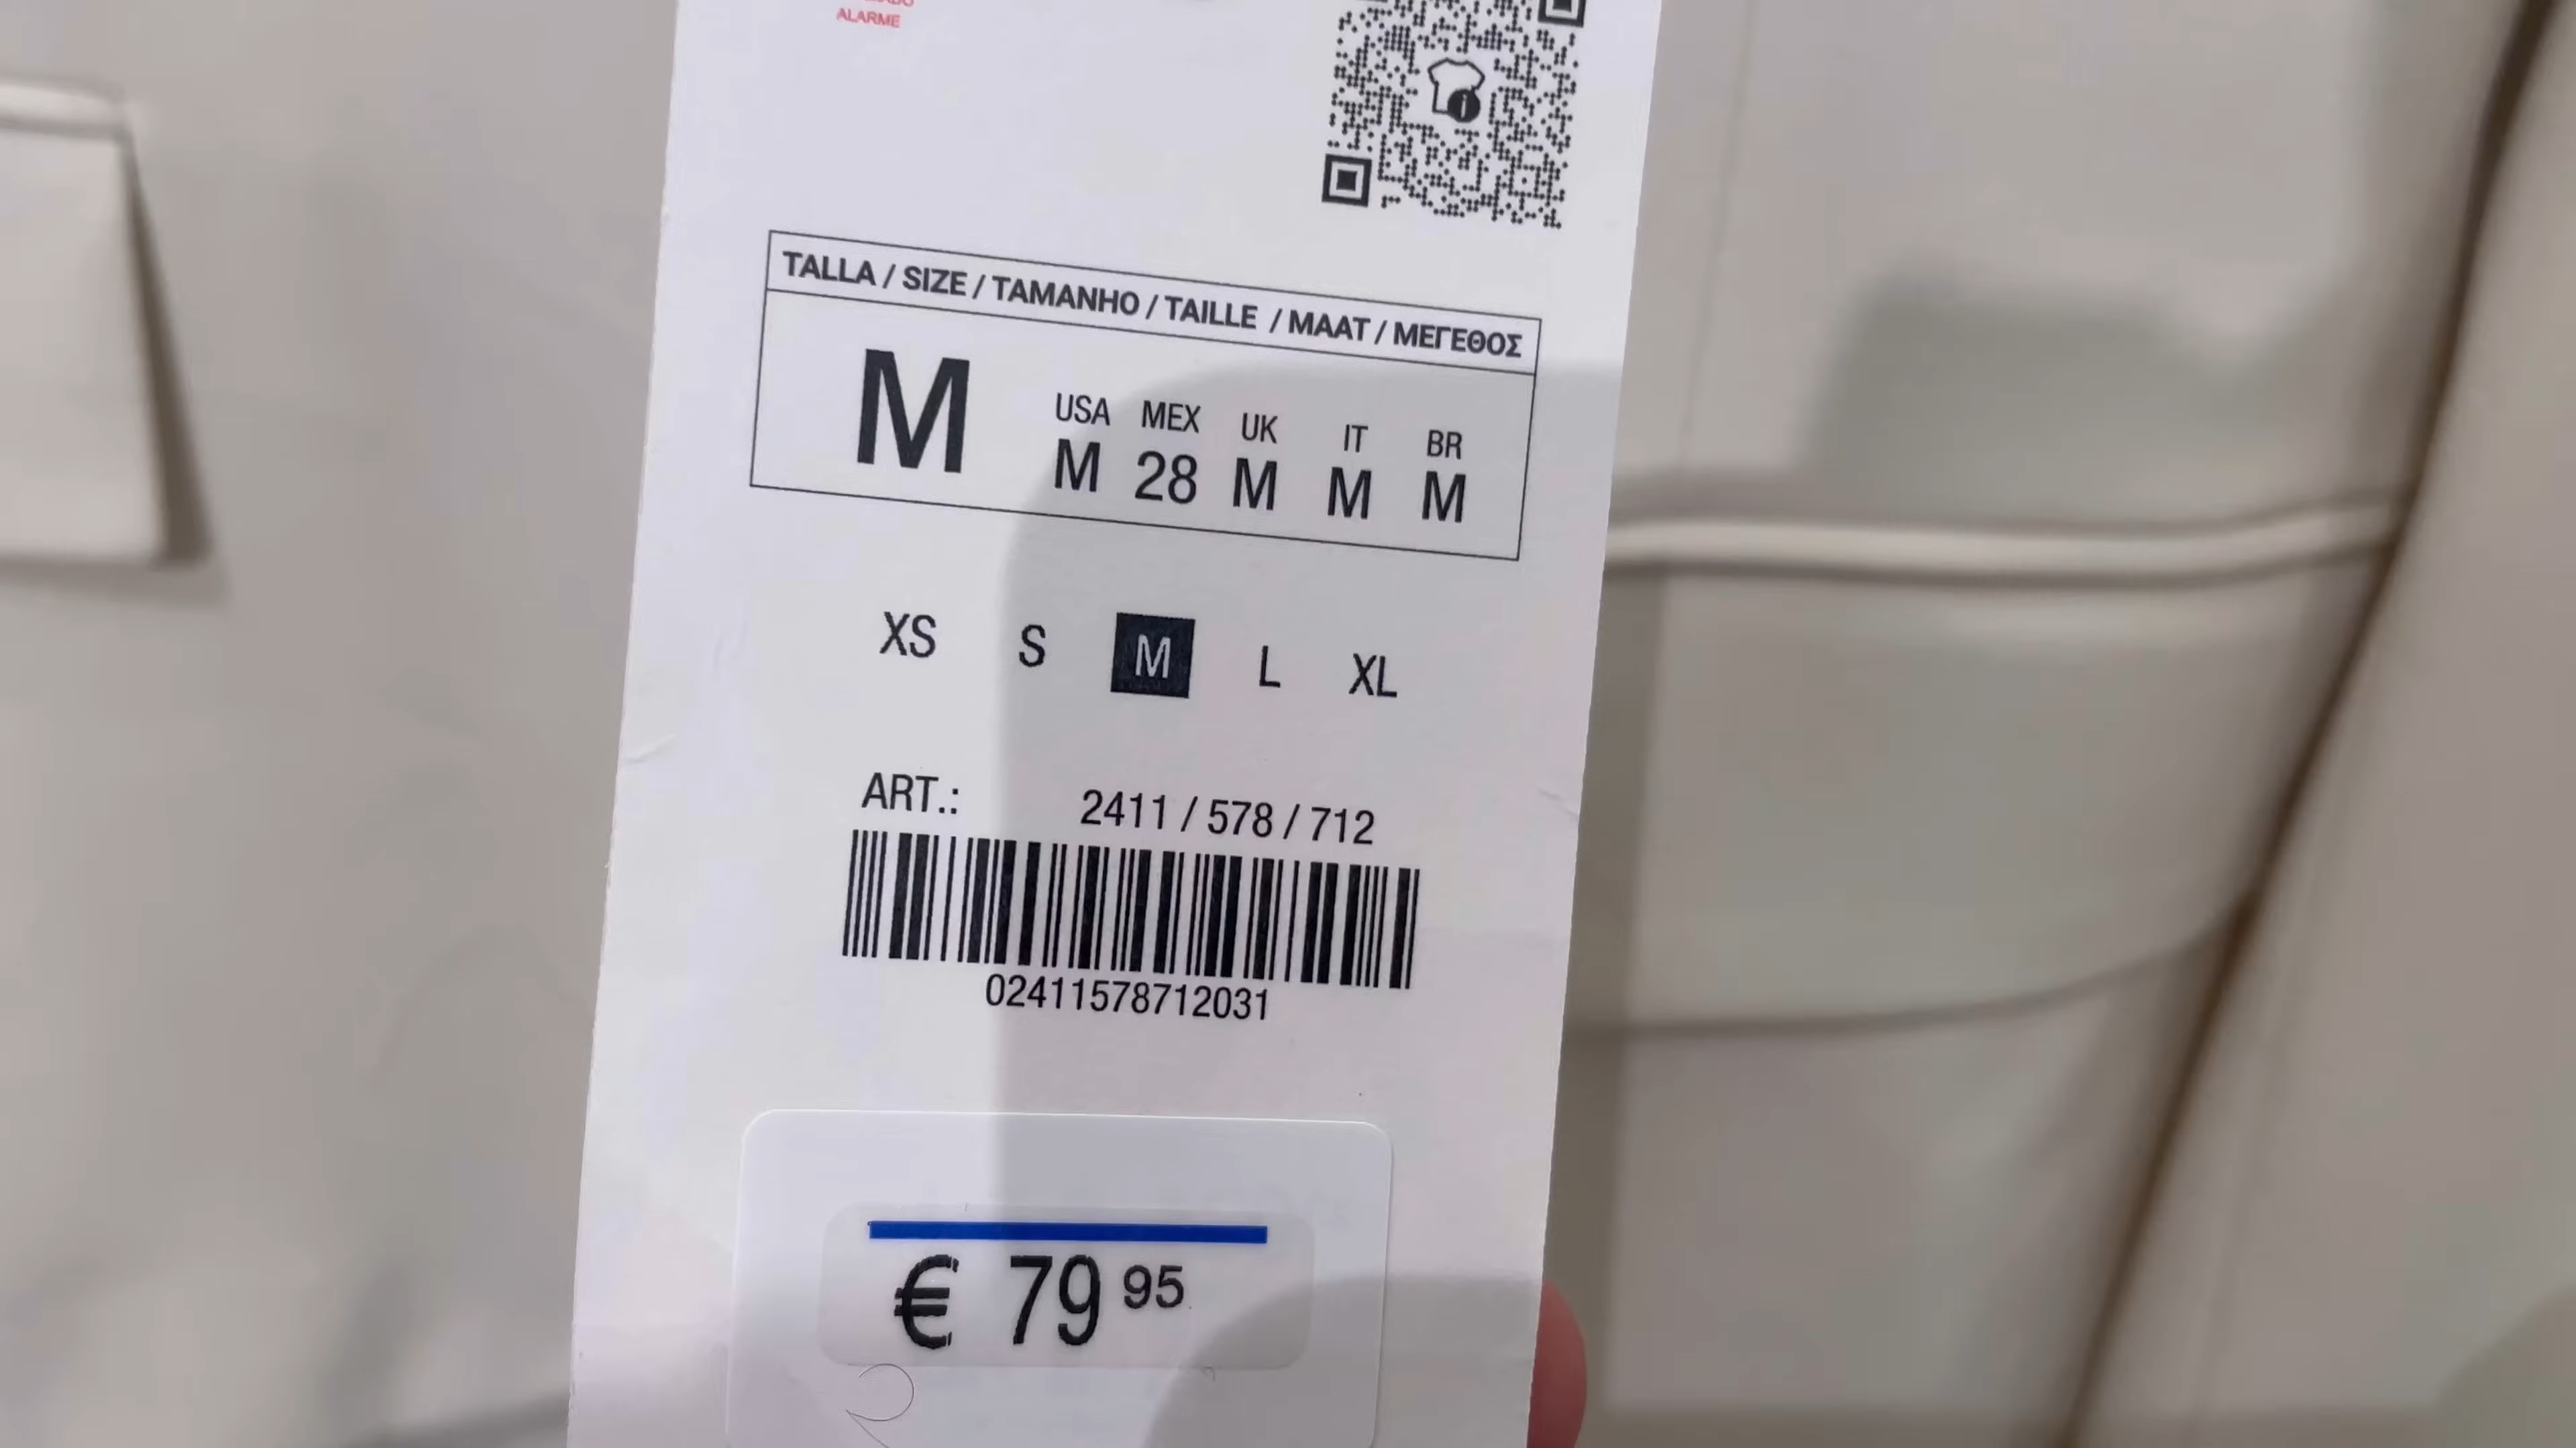 ALARME
TALLA / SIZE / TAMANHO / TAILLE / MAAT / ΜΕΓΕΘΟΣ
M
USA MEX UK IT BR
M 28 M M M
XS S M L XL
ART.: 2411 / 578 / 712
02411578712031
€ 79 95